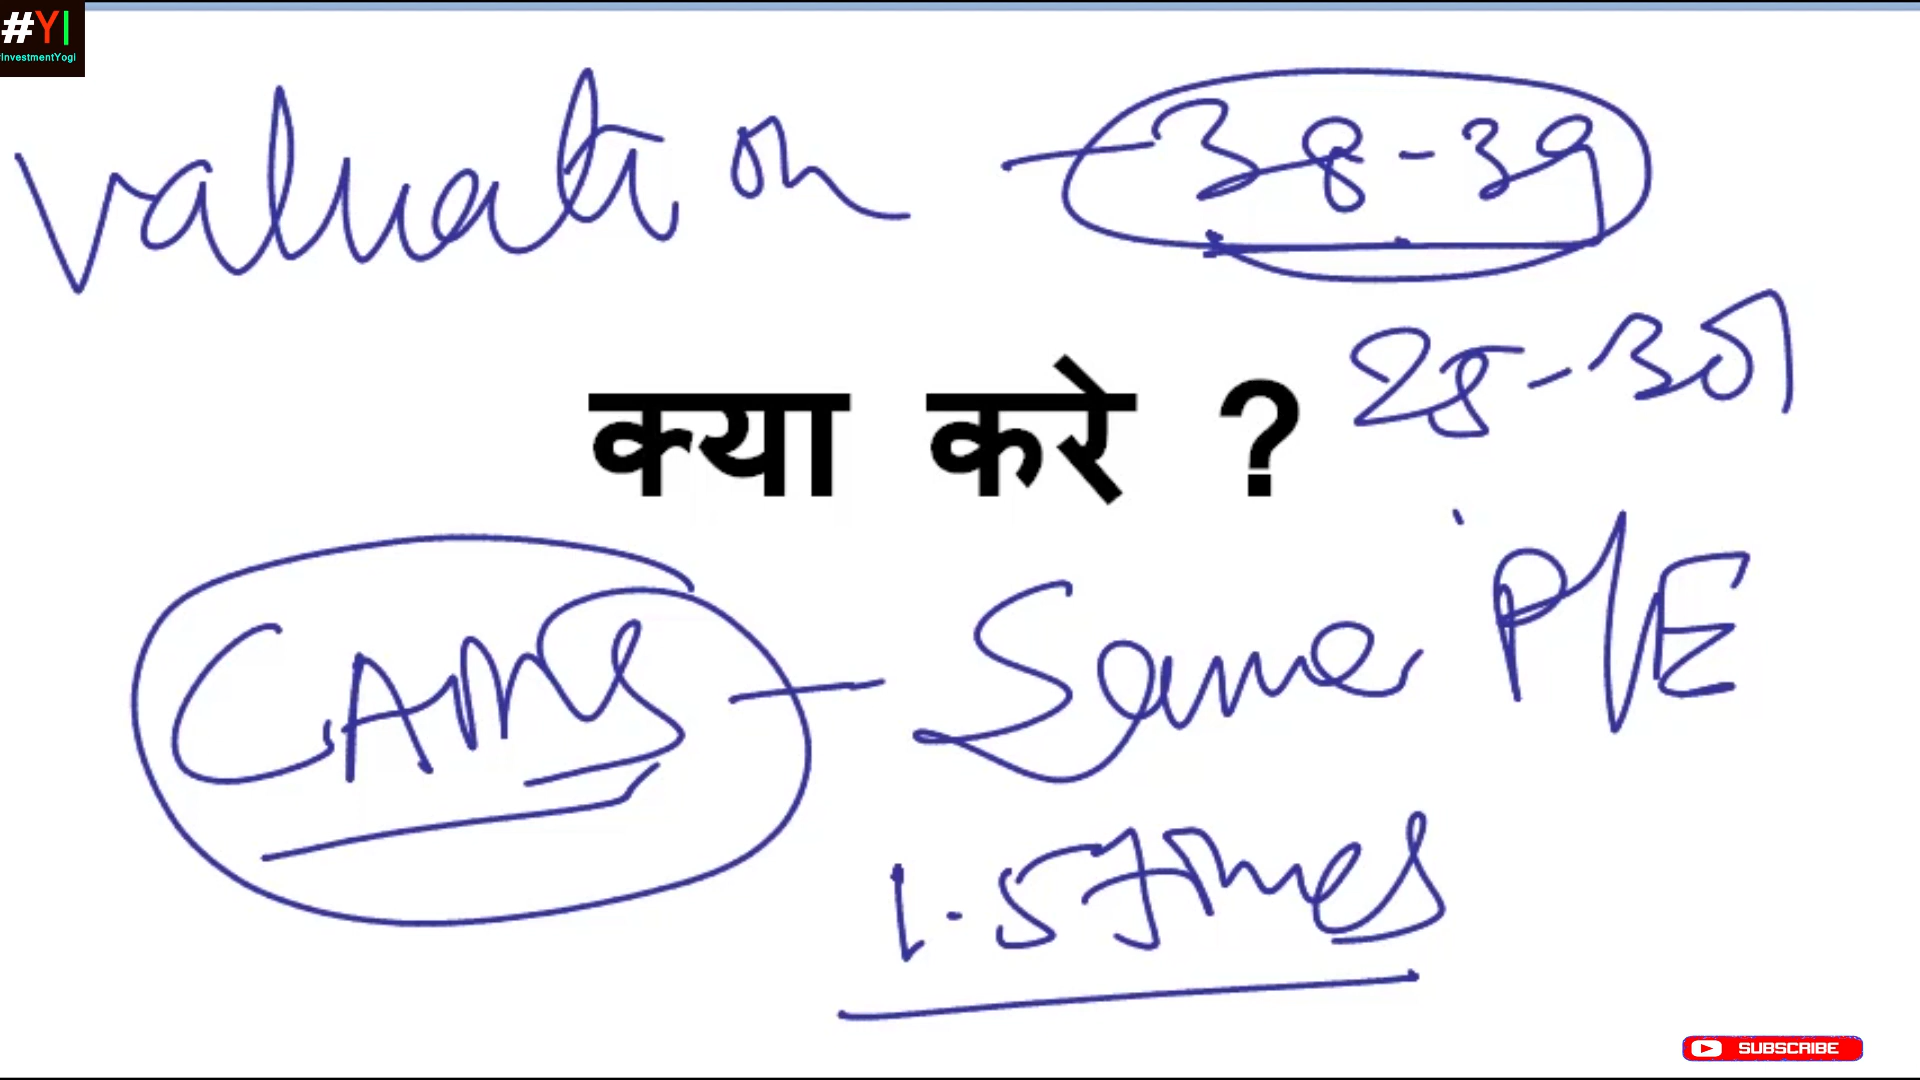 #YI
InvestmentYogi
Valuation - 38-39
28-30
क्या करे ?
CAMS - Same P/E
1.5 times
SUBSCRIBE